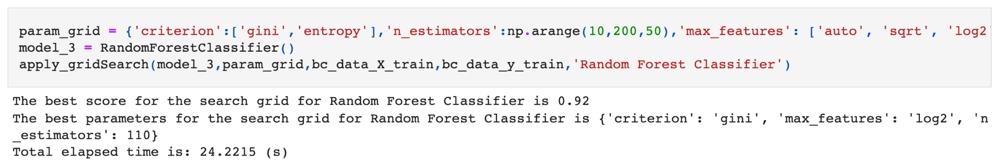 param_grid = {'criterion':['gini','entropy'],'n_estimators':np.arange(10,200,50),'max_features': ['auto', 'sqrt', 'log2'
model_3 = RandomForestClassifier()
apply_gridSearch(model_3,param_grid,bc_data_X_train,bc_data_y_train,'Random Forest Classifier')
The best score for the search grid for Random Forest Classifier is 0.92
The best parameters for the search grid for Random Forest Classifier is {'criterion': 'gini', 'max_features': 'log2', 'n
_estimators': 110}
Total elapsed time is: 24.2215 (s)